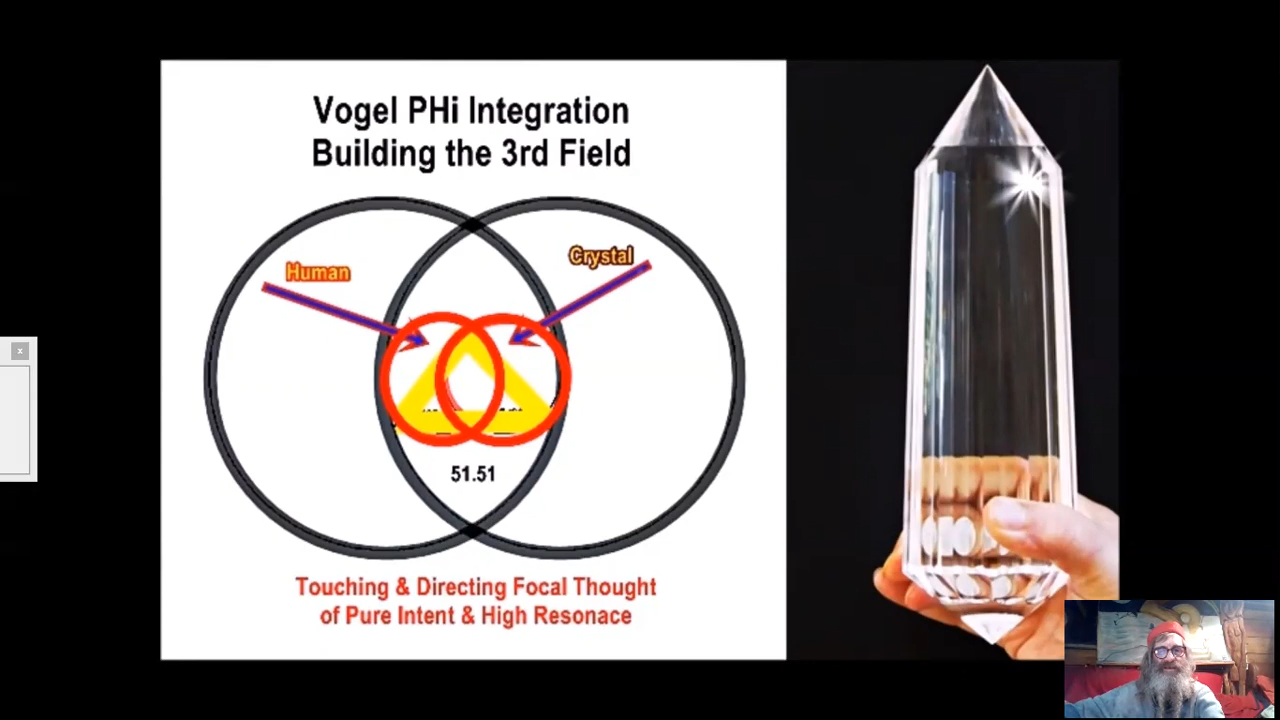 Vogel PHi Integration
Building the 3rd Field
Human
Crystal
51.51
Touching & Directing Focal Thought
of Pure Intent & High Resonace